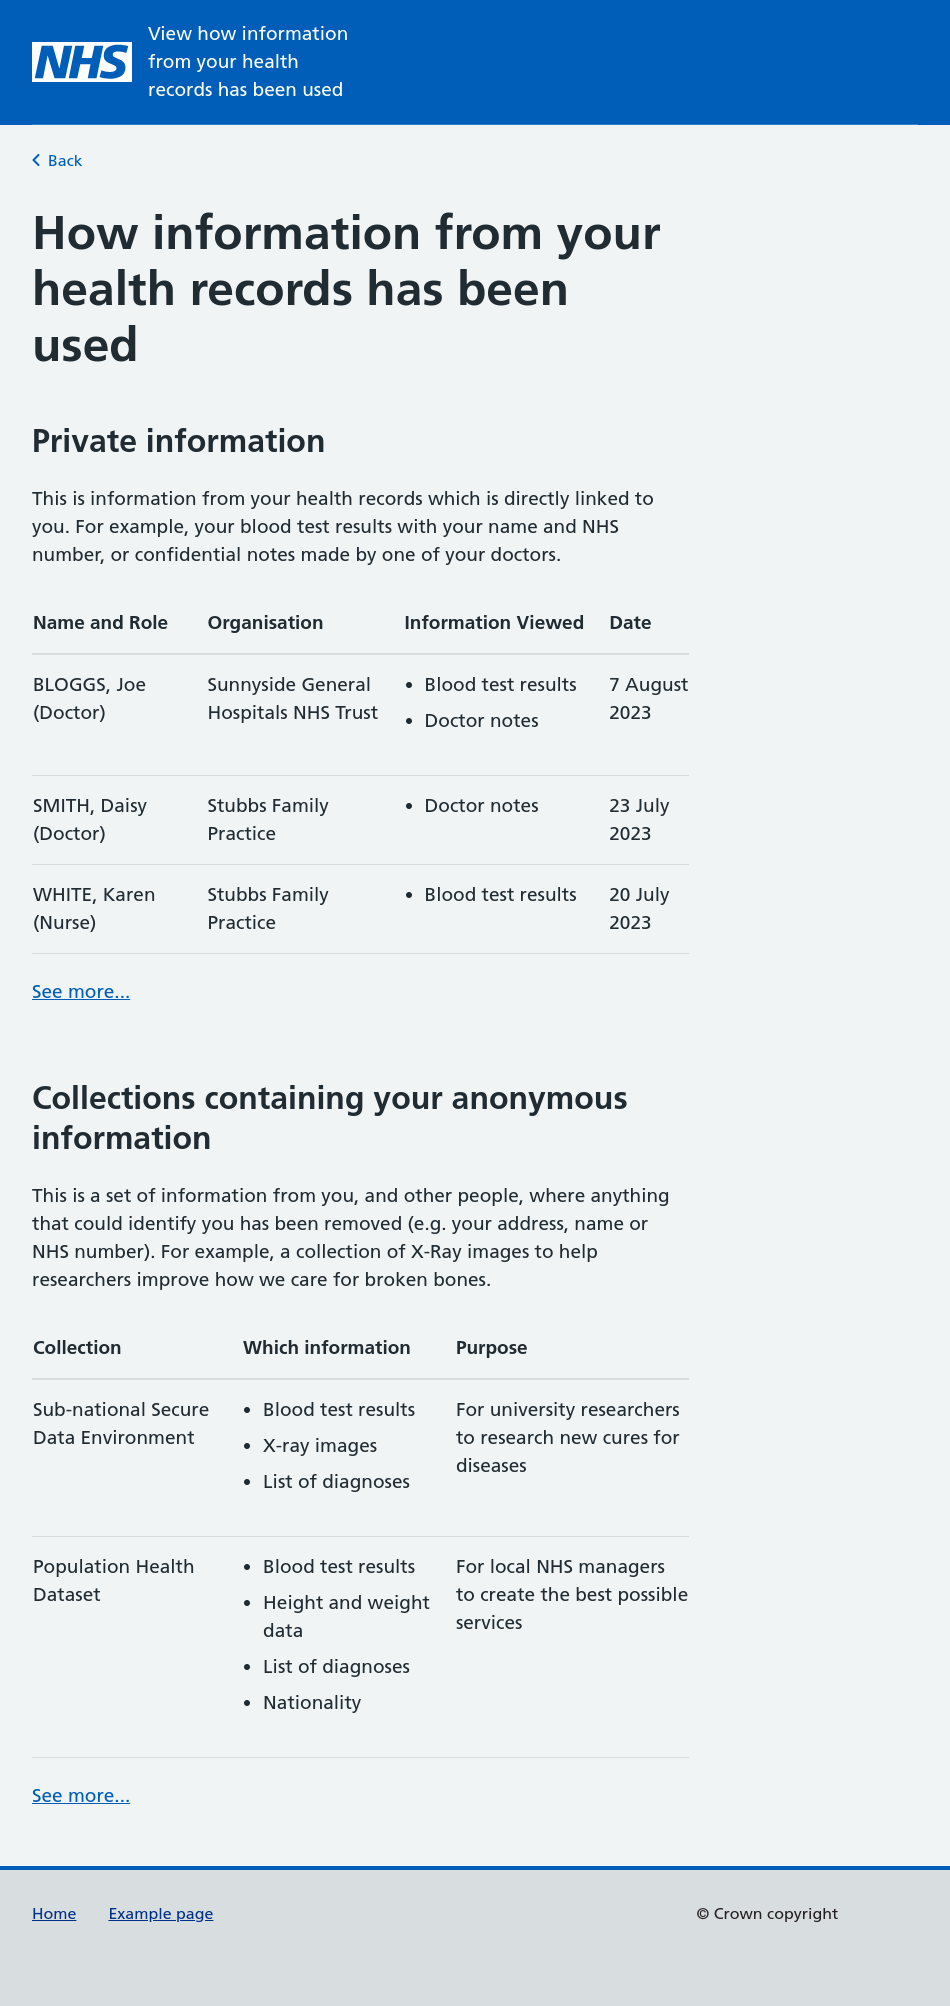 NHS
View how information
from your health
records has been used
Back
How information from your
health records has been
used
Private information
This is information from your health records which is directly linked to
you. For example, your blood test results with your name and NHS
number, or confidential notes made by one of your doctors.
Name and Role Organisation Information Viewed Date
BLOGGS, Joe Sunnyside General • Blood test results 7 August
(Doctor) Hospitals NHS Trust • Doctor notes 2023
SMITH, Daisy Stubbs Family • Doctor notes 23 July
(Doctor) Practice 2023
WHITE, Karen Stubbs Family • Blood test results 20 July
(Nurse) Practice 2023
See more...
Collections containing your anonymous
information
This is a set of information from you, and other people, where anything
that could identify you has been removed (e.g. your address, name or
NHS number). For example, a collection of X-Ray images to help
researchers improve how we care for broken bones.
Collection Which information Purpose
Sub-national Secure • Blood test results For university researchers
Data Environment • X-ray images to research new cures for
• List of diagnoses diseases
Population Health • Blood test results For local NHS managers
Dataset • Height and weight to create the best possible
data services
• List of diagnoses
• Nationality
See more...
Home Example page © Crown copyright